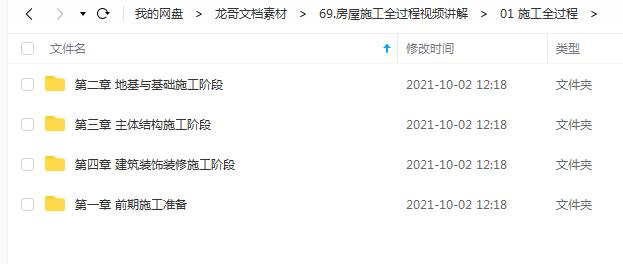 我的网盘 > 龙哥文档素材 > 69.房屋施工全过程视频讲解 > 01 施工全过程 >
文件名 修改时间 类型
第二章 地基与基础施工阶段 2021-10-02 12:18 文件夹
第三章 主体结构施工阶段 2021-10-02 12:18 文件夹
第四章 建筑装饰装修施工阶段 2021-10-02 12:18 文件夹
第一章 前期施工准备 2021-10-02 12:18 文件夹